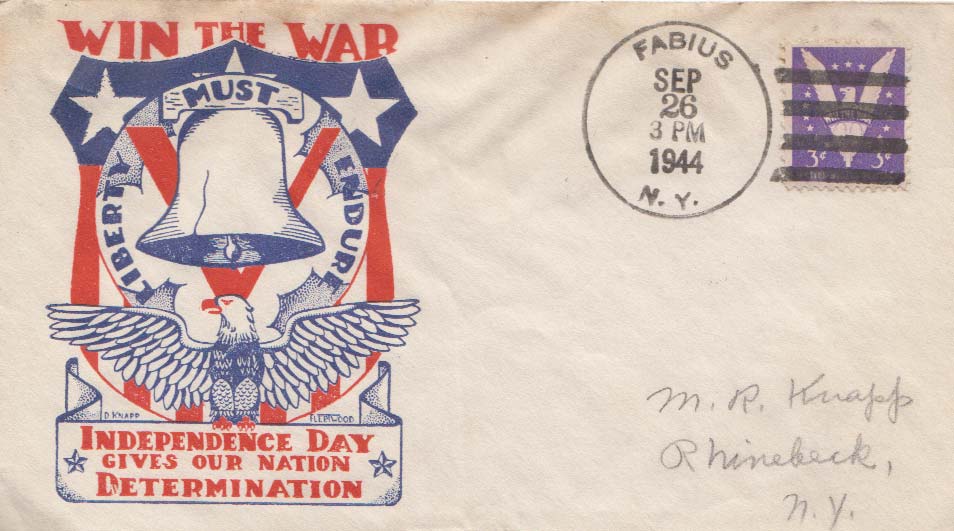 WIN THE WAR
LIBERTY MUST ENDURE
D. KNAPP
FLEETWOOD
INDEPENDENCE DAY
GIVES OUR NATION
DETERMINATION
FABIUS
SEP
26
3 PM
1944
N. Y.
3¢ 3¢
M. R. Knapp
Rhinebeck,
N. Y.